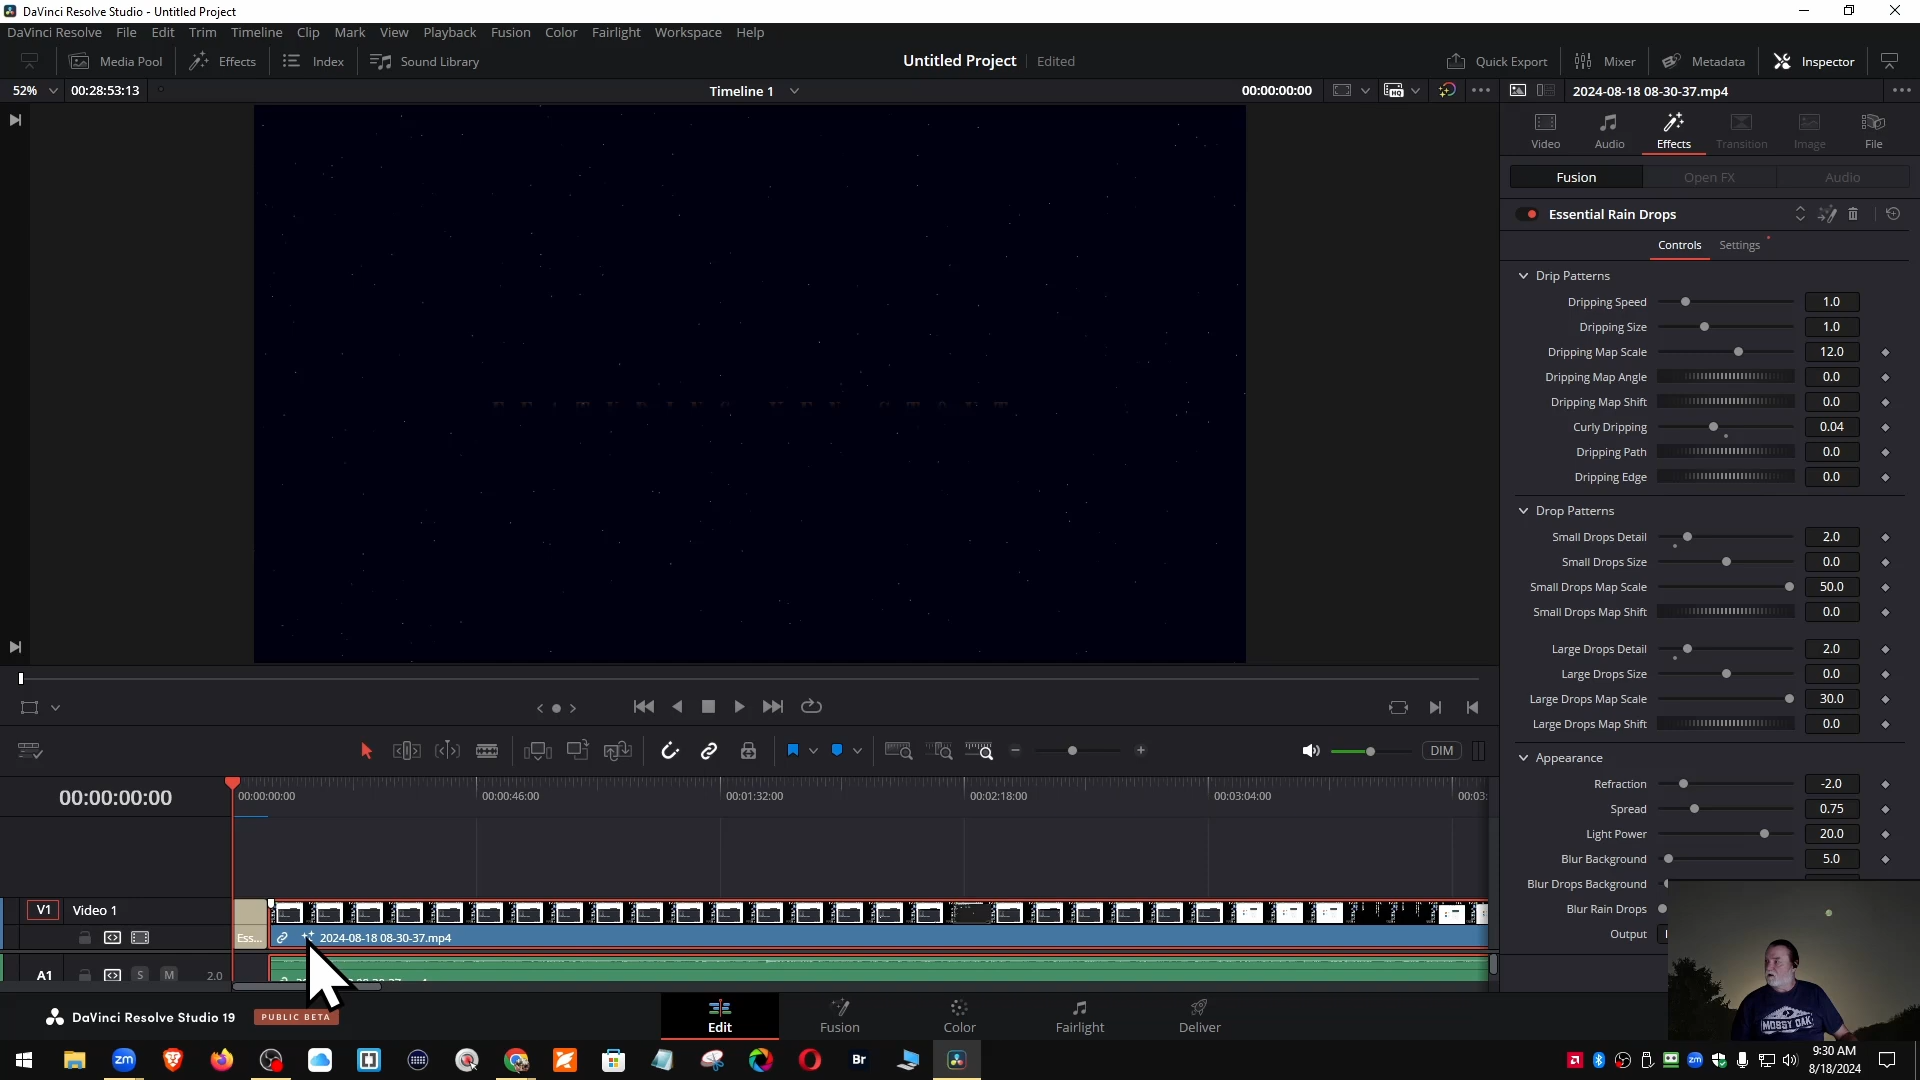 DaVinci Resolve Studio - Untitled Project
DaVinci Resolve File Edit Trim Timeline Clip Mark View Playback Fusion Color Fairlight Workspace Help
Media Pool Effects Index Sound Library Untitled Project Edited Quick Export Mixer Metadata Inspector
52% 00:28:53:13 Timeline 1 00:00:00:00 2024-08-18 08-30-37.mp4
Video Audio Effects Transition Image File
Fusion Open FX Audio
Essential Rain Drops
Controls Settings
Drip Patterns
Dripping Speed 1.0
Dripping Size 1.0
Dripping Map Scale 12.0
Dripping Map Angle 0.0
Dripping Map Shift 0.0
Curly Dripping 0.04
Dripping Path 0.0
Dripping Edge 0.0
Drop Patterns
Small Drops Detail 2.0
Small Drops Size 0.0
Small Drops Map Scale 50.0
Small Drops Map Shift 0.0
Large Drops Detail 2.0
Large Drops Size 0.0
Large Drops Map Scale 30.0
Large Drops Map Shift 0.0
Appearance
Refraction -2.0
Spread 0.75
Light Power 20.0
Blur Background 5.0
Blur Drops Background
Blur Rain Drops
Output
DIM
00:00:00:00 00:00:00:00 00:00:46:00 00:01:32:00 00:02:18:00 00:03:04:00 00:03:
V1 Video 1
Ess... 2024-08-18 08-30-37.mp4
A1 S M 2.0
DaVinci Resolve Studio 19 PUBLIC BETA
Edit Fusion Color Fairlight Deliver
MOSSY OAK
zm Br zm
9:30 AM
8/18/2024